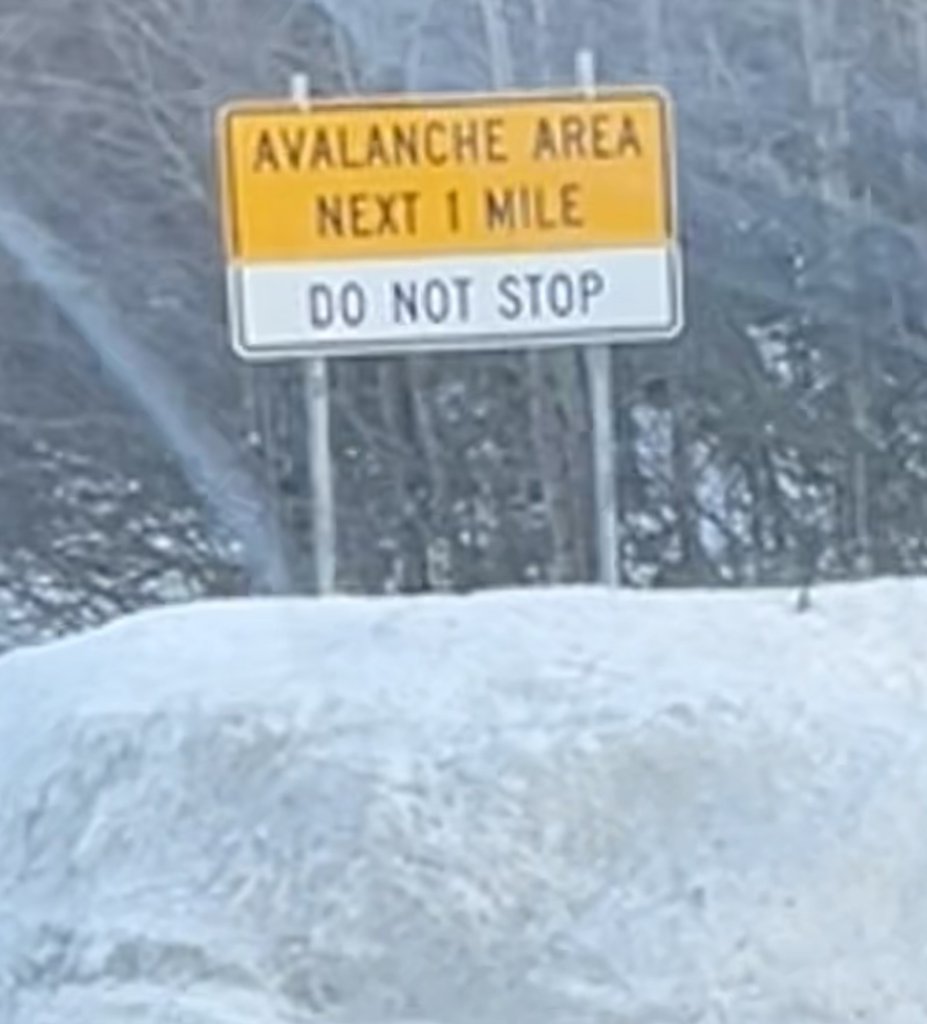 AVALANCHE AREA
NEXT 1 MILE
DO NOT STOP